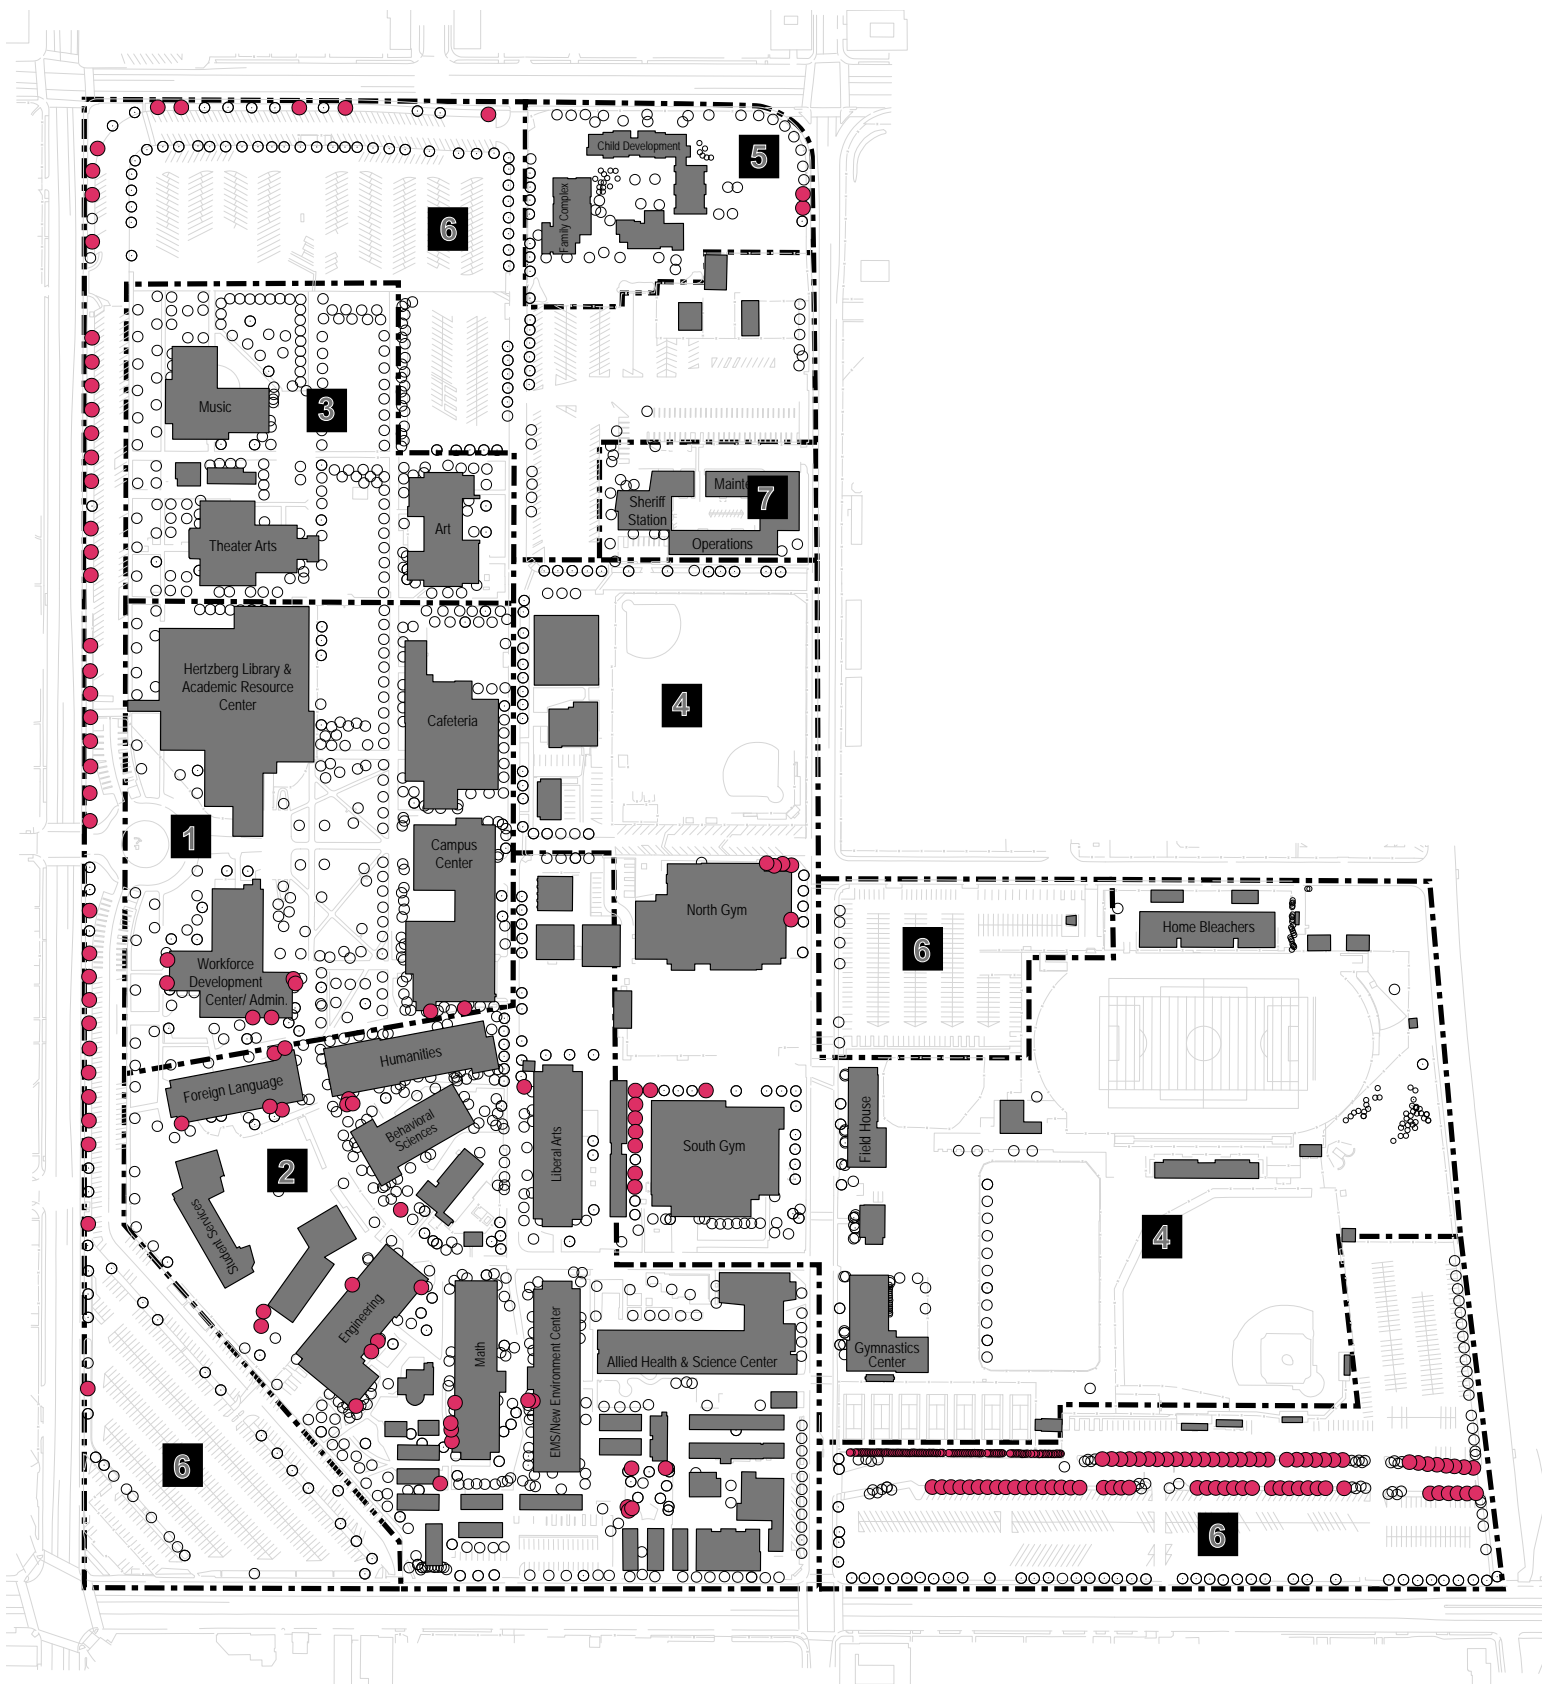 Child Development
5
Family Complex
6
3
Music
Mainte
7
Sheriff
Station
Art
Theater Arts
Operations
Hertzberg Library &
Academic Resource
Center
4
Cafeteria
1
Campus
Center
North Gym
Home Bleachers
6
Workforce
Development
Center/ Admin.
Humanities
Foreign Language
Behavioral
Sciences
Liberal Arts
South Gym
Field House
2
Student Services
4
Engineering
Math
EMS/New Environment Center
Allied Health & Science Center
Gymnastics
Center
6
6